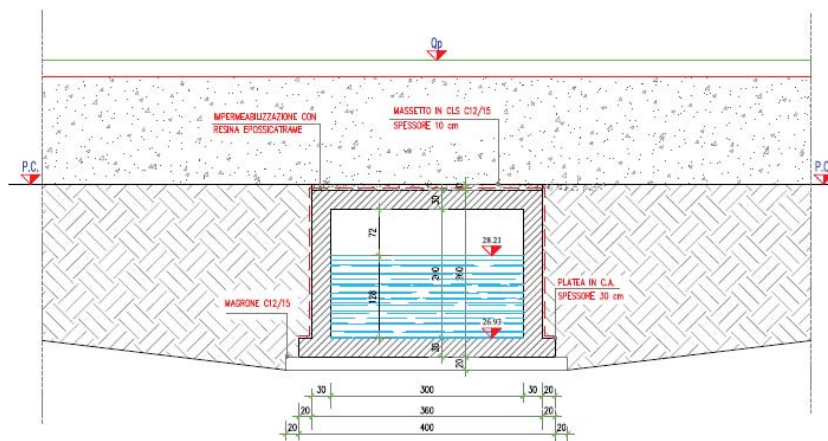 Qp
IMPERMEABILIZZAZIONE CON
RESINA EPOSSICATRAME
MASSETTO IN CLS C12/15
SPESSORE 10 cm
P.C.
P.C.
30
72
28.21
200
260
128
PLATEA IN C.A.
SPESSORE 30 cm
MAGRONE C12/15
26.93
30
20
30
300
30
20
20
360
20
20
400
20